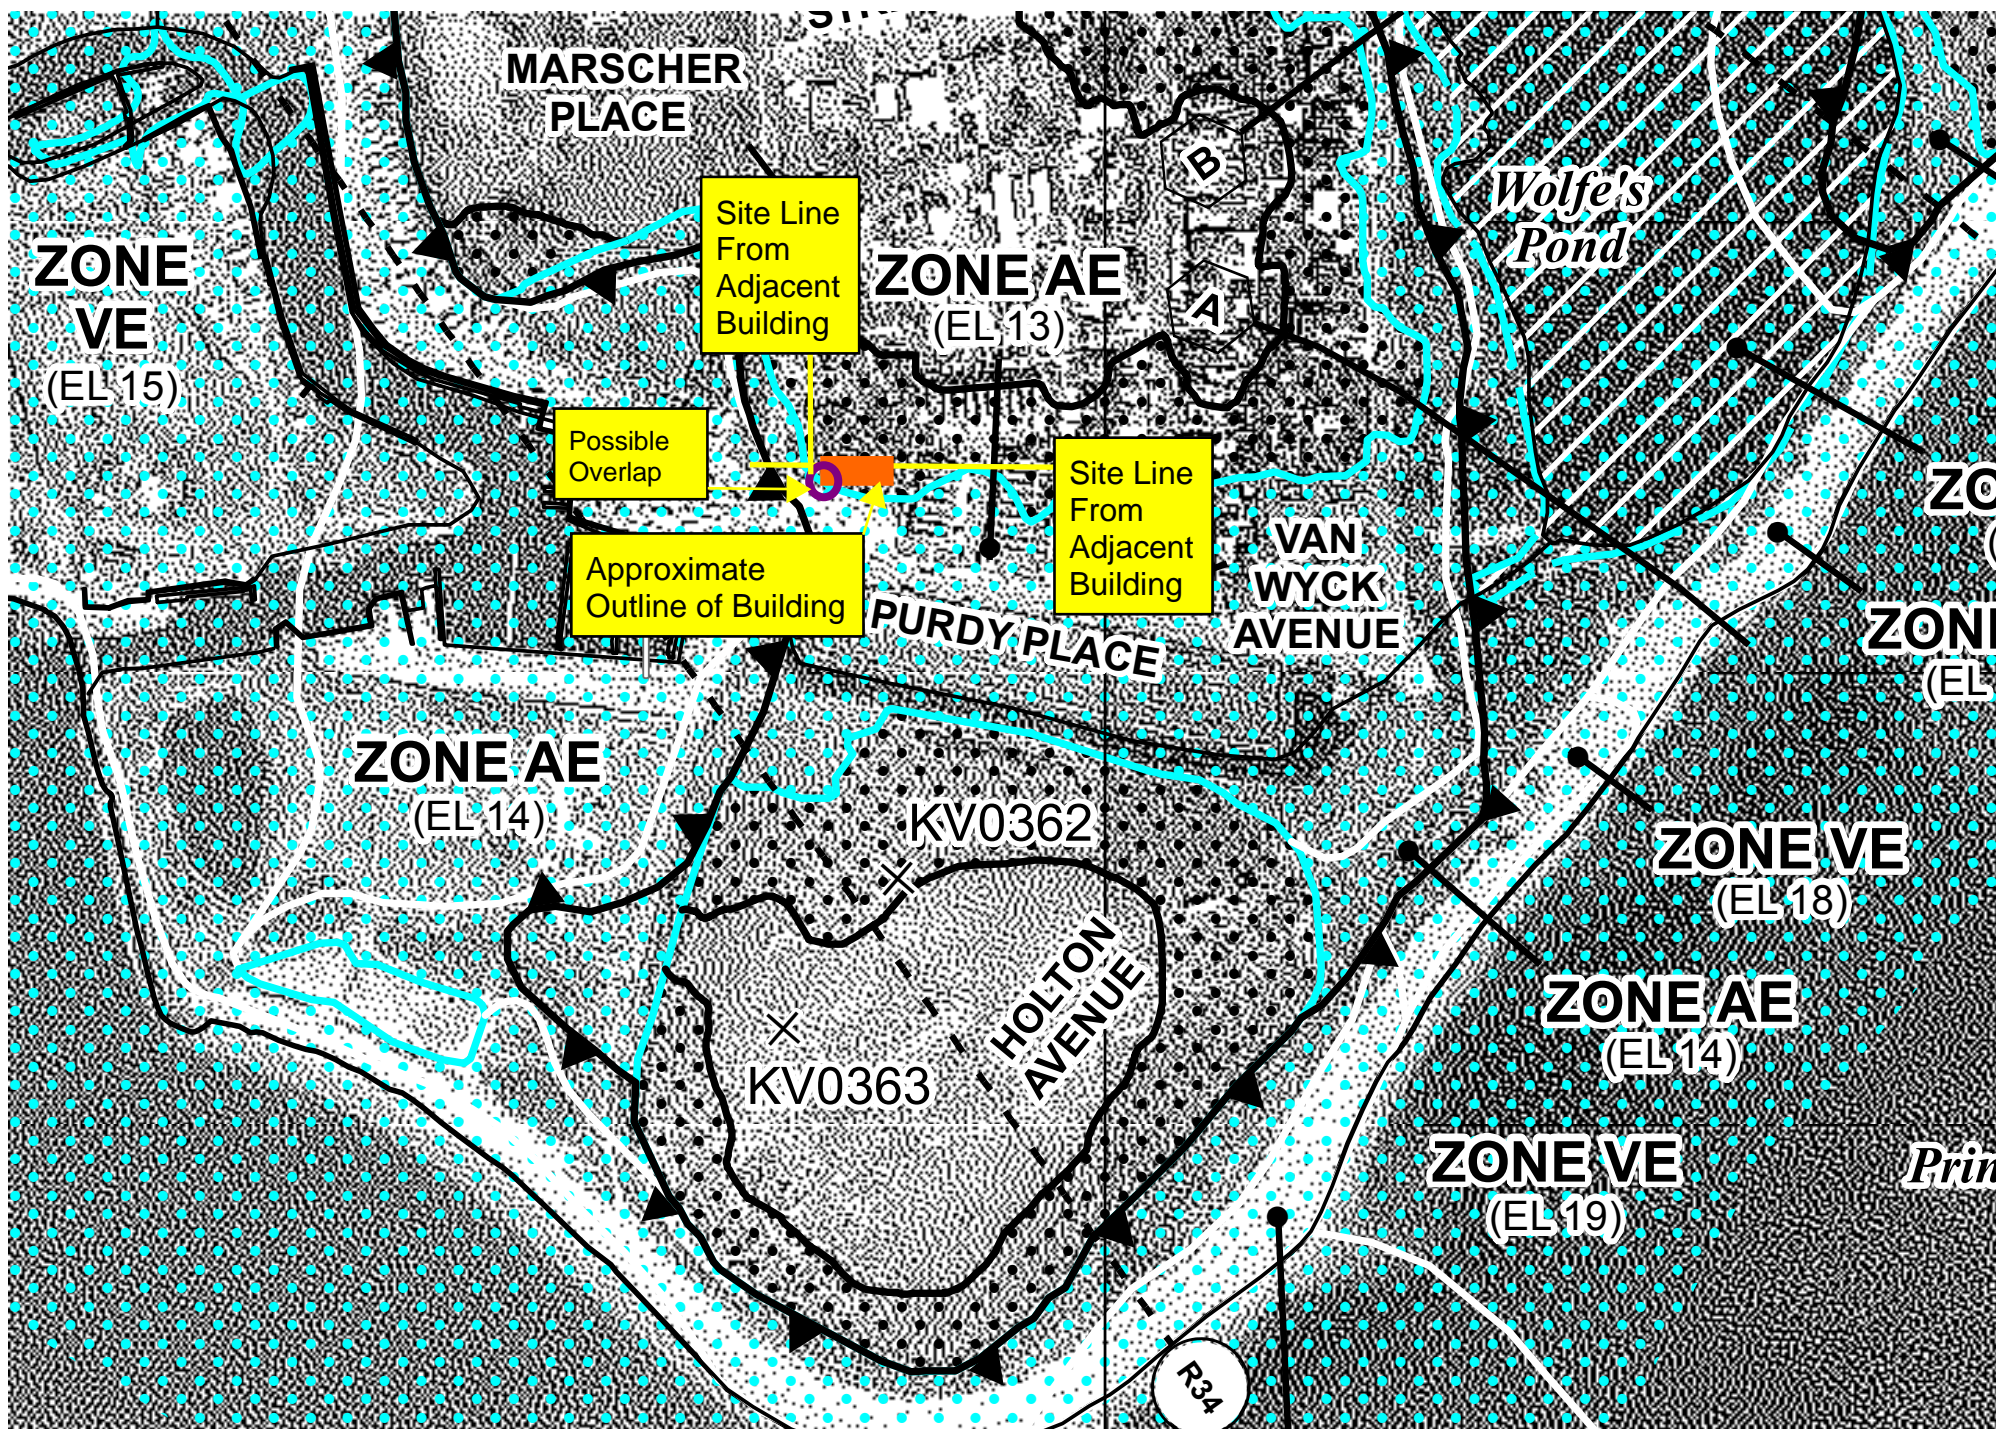 MARSCHER
PLACE
Site Line
From
Adjacent
Building
ZONE AE
(EL 13)
B
A
Wolfe's
Pond
ZONE
VE
(EL 15)
Possible
Overlap
Site Line
From
Adjacent
Building
Approximate
Outline of Building
PURDY PLACE
VAN
WYCK
AVENUE
ZONE AE
(EL 14)
KV0362
KV0363
HOLTON
AVENUE
ZONE VE
(EL 18)
ZONE AE
(EL 14)
ZONE VE
(EL 19)
R34
(EL